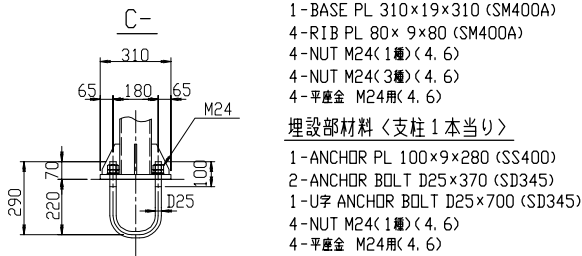 C-
310
65 180 65
M24
70
100
290
220
D25
1-BASE PL 310×19×310 (SM400A)
4-RIB PL 80× 9×80 (SM400A)
4-NUT M24(1種)(4.6)
4-NUT M24(3種)(4.6)
4-平座金 M24用(4.6)
埋設部材料〈支柱1本当り〉
1-ANCHOR PL 100×9×280 (SS400)
2-ANCHOR BOLT D25×370 (SD345)
1-U字 ANCHOR BOLT D25×700 (SD345)
4-NUT M24(1種)(4.6)
4-平座金 M24用(4.6)